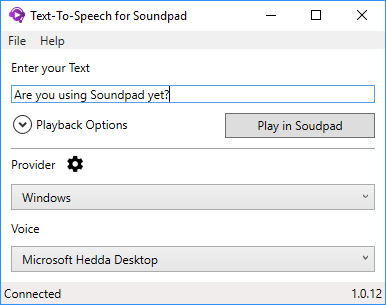 Text-To-Speech for Soundpad
File Help
Enter your Text
Are you using Soundpad yet?
Playback Options
Play in Soudpad
Provider
Windows
Voice
Microsoft Hedda Desktop
Connected
1.0.12